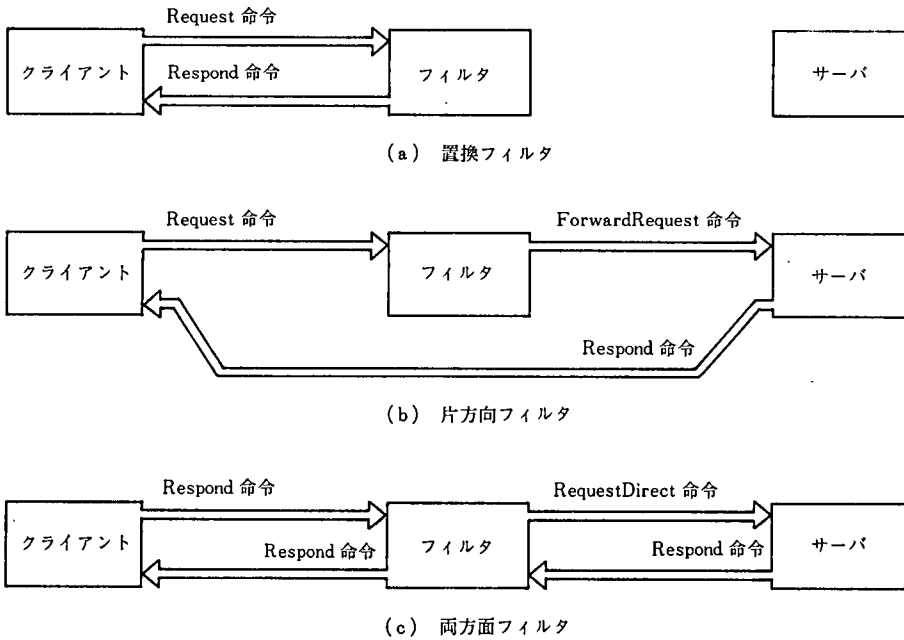 Request 命令
クライアント
Respond 命令
フィルタ
サーバ
(a) 置換フィルタ
Request 命令
ForwardRequest 命令
クライアント
フィルタ
サーバ
Respond 命令
(b) 片方向フィルタ
Respond 命令
RequestDirect 命令
クライアント
Respond 命令
フィルタ
Respond 命令
サーバ
(c) 両方面フィルタ